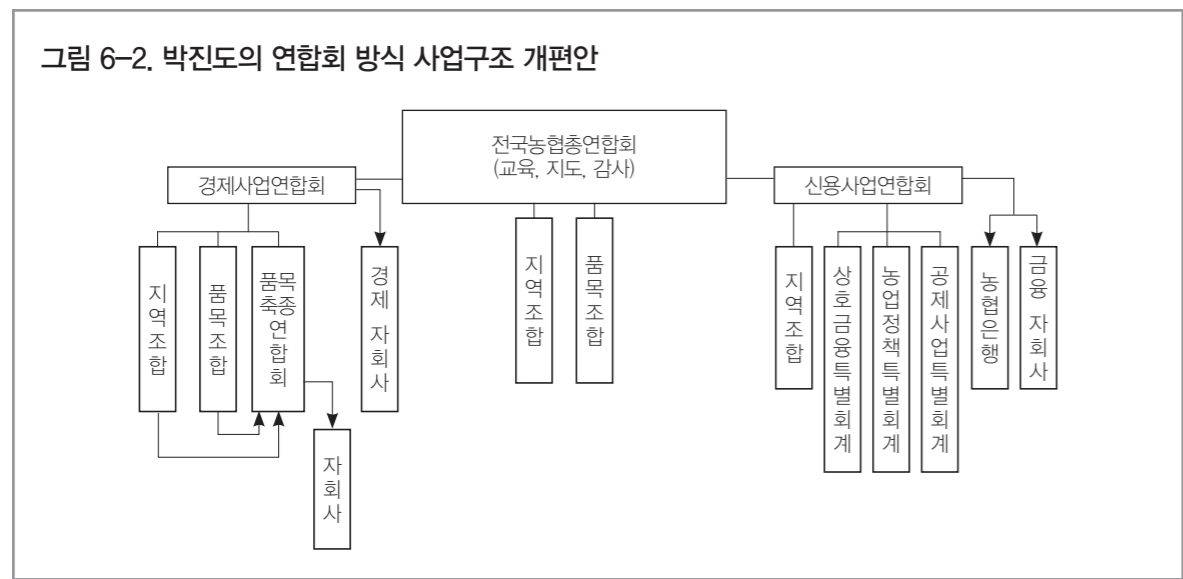 그림 6-2. 박진도의 연합회 방식 사업구조 개편안
전국농협총연합회
(교육, 지도, 감사)
경제사업연합회
신용사업연합회
지역조합
품목조합
품목
축종
연합회
경제 자회사
자회사
지역조합
품목조합
지역조합
상호금융특별회계
농업정책특별회계
공제사업특별회계
농협은행
금융 자회사